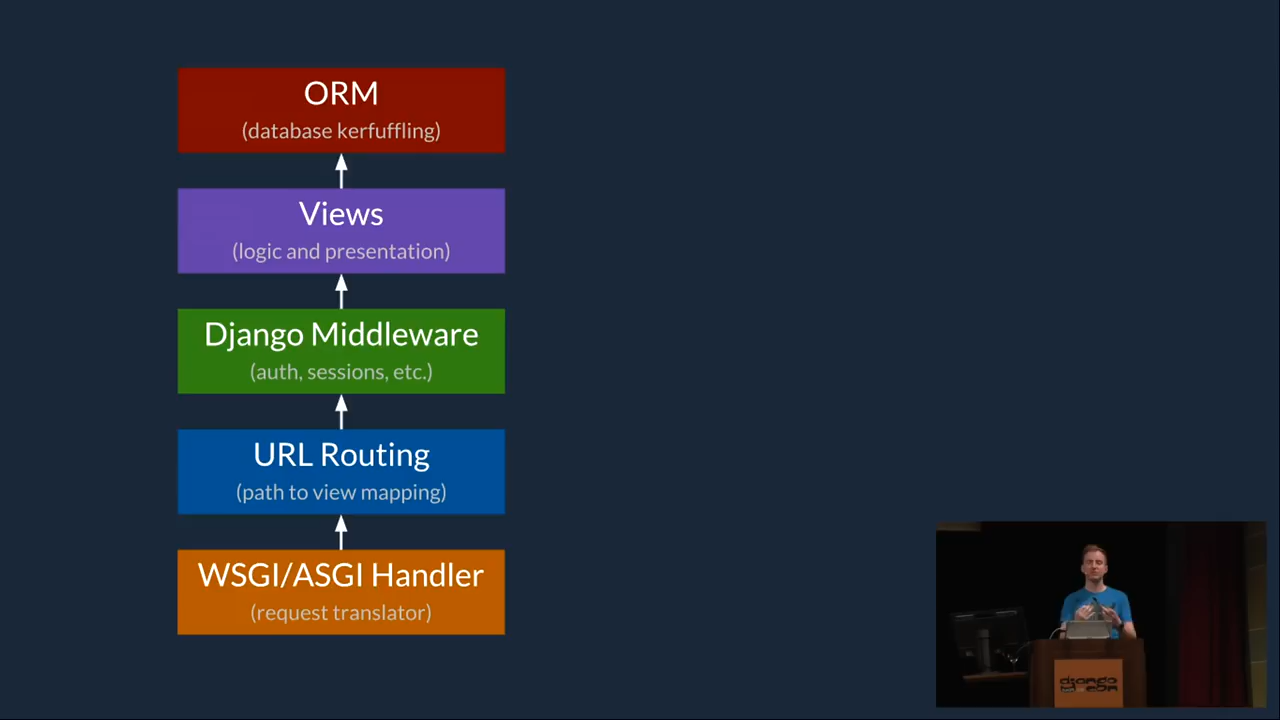 ORM
(database kerfuffling)
Views
(logic and presentation)
Django Middleware
(auth, sessions, etc.)
URL Routing
(path to view mapping)
WSGI/ASGI Handler
(request translator)
django